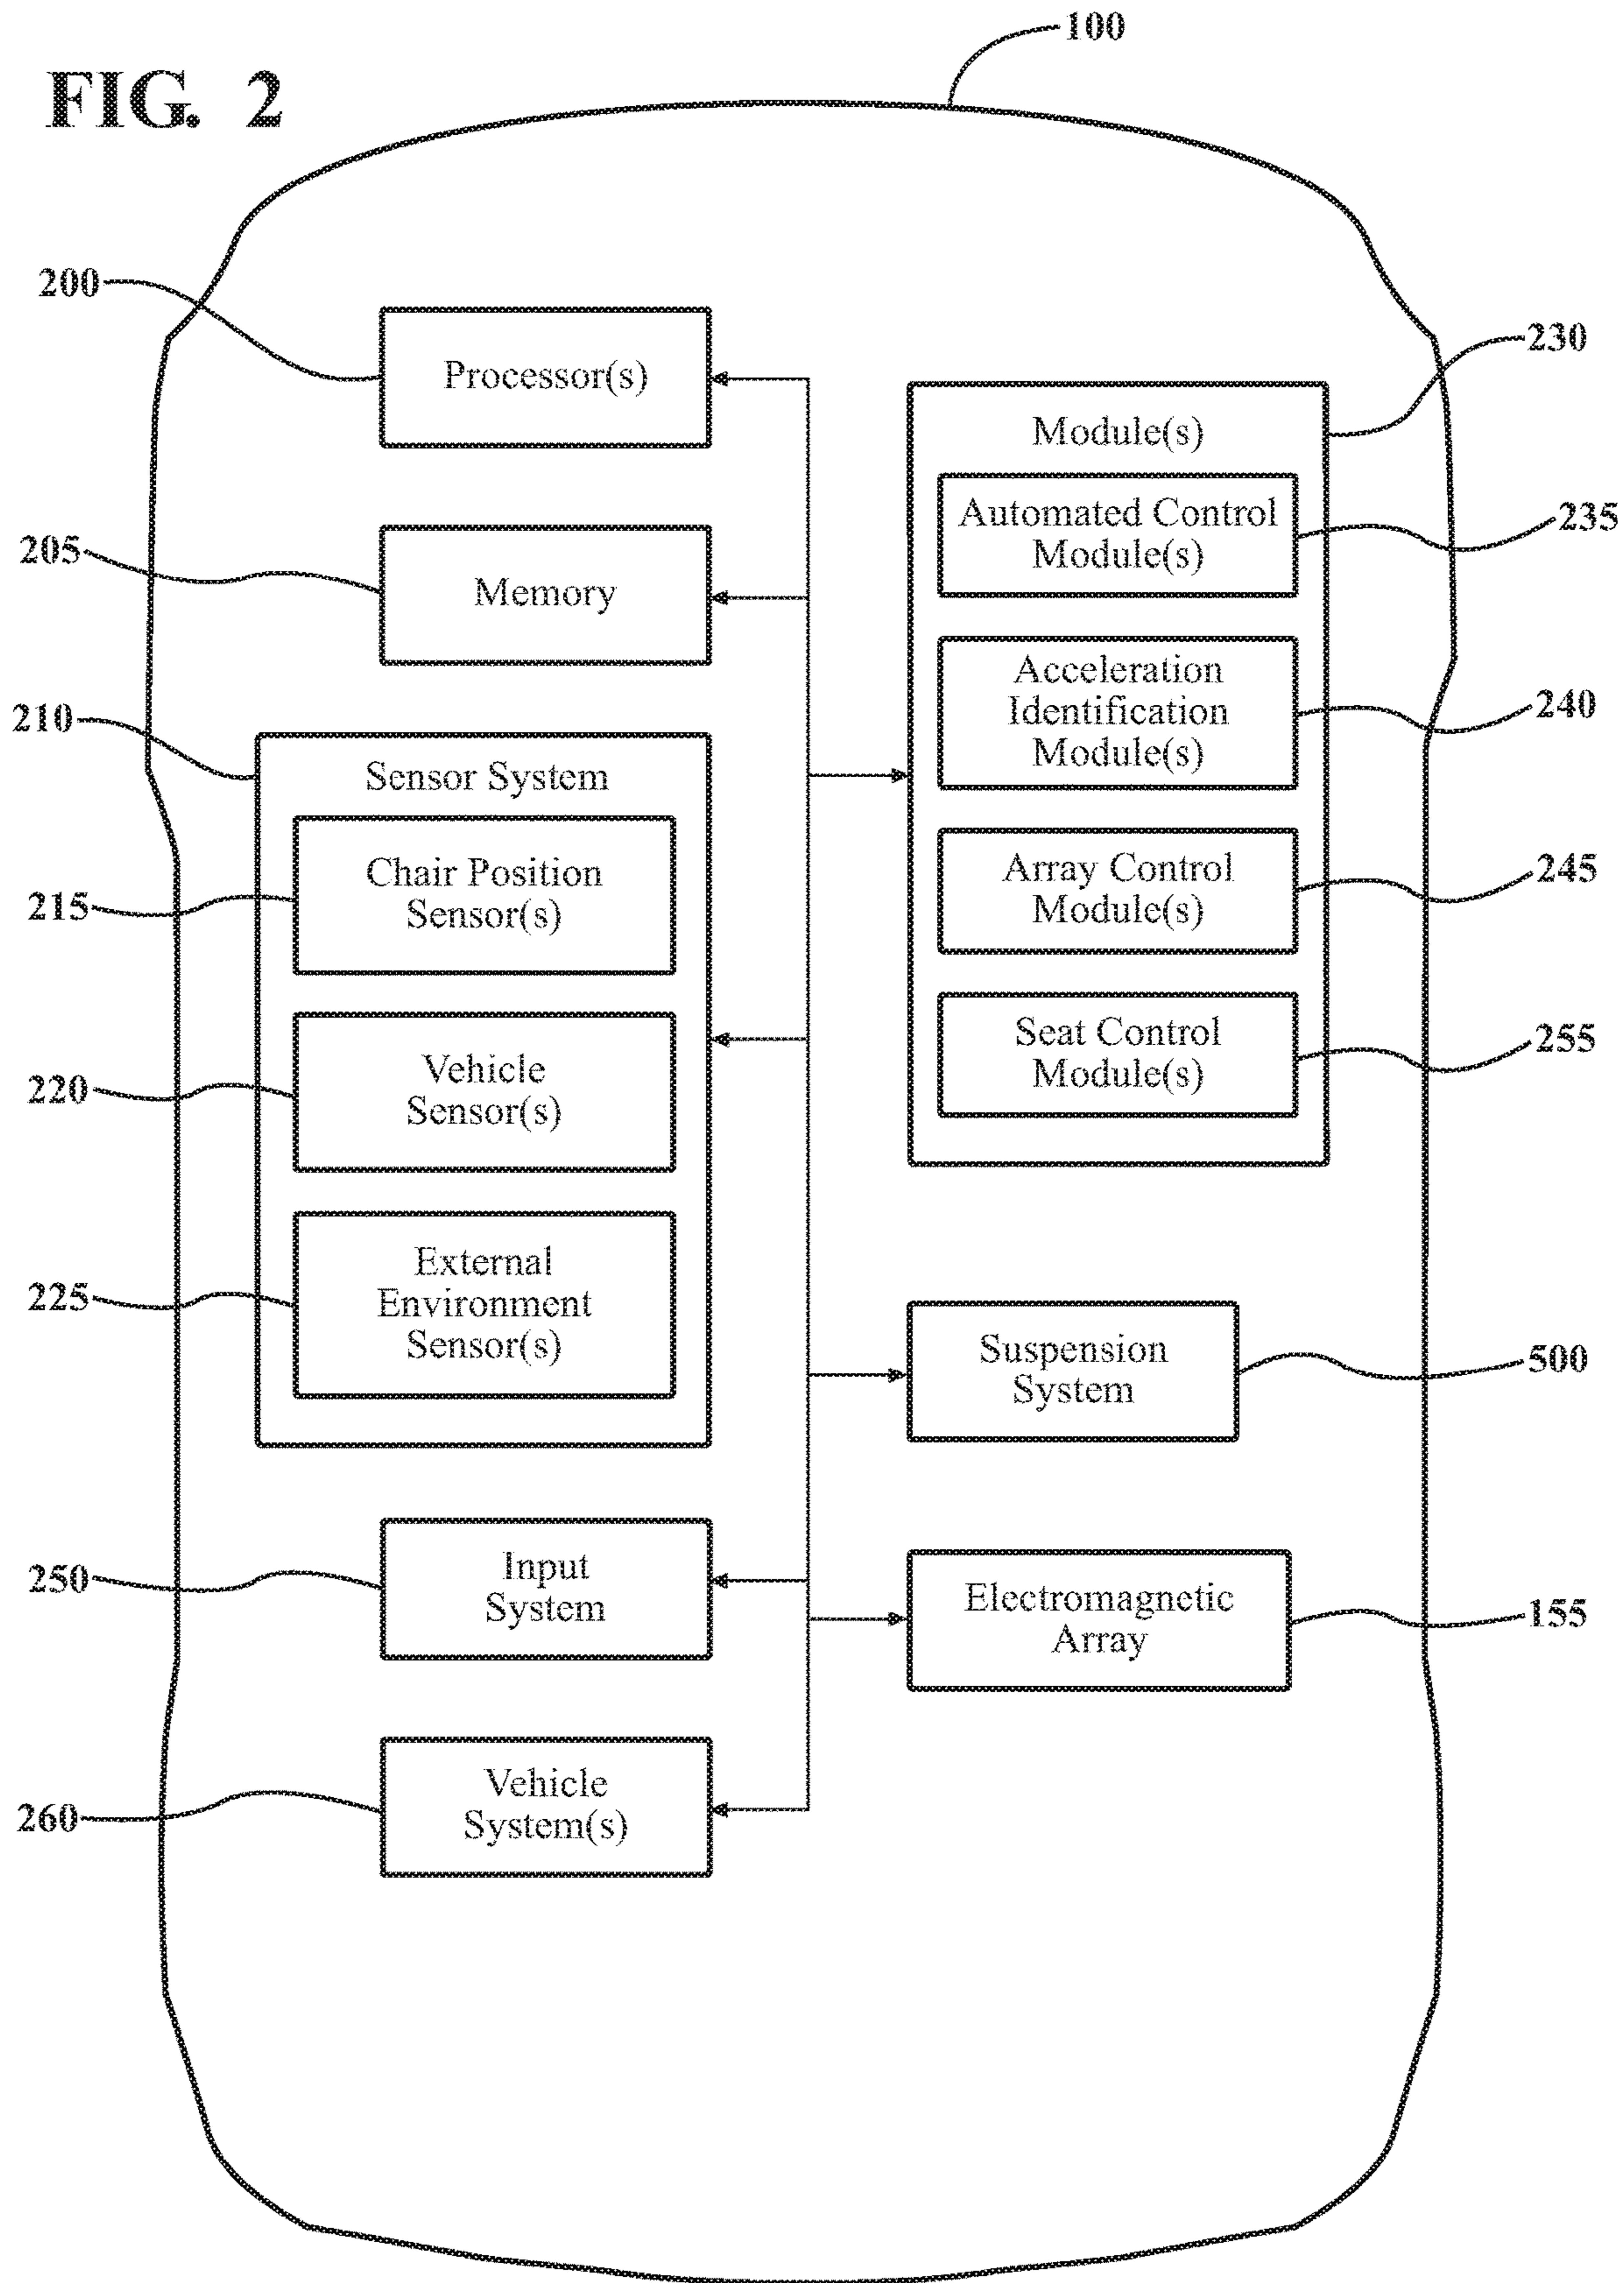 FIG. 2
100
200
Processor(s)
205
Memory
210
Sensor System
215
Chair Position
Sensor(s)
220
Vehicle
Sensor(s)
225
External
Environment
Sensor(s)
250
Input
System
260
Vehicle
System(s)
230
Module(s)
235
Automated Control
Module(s)
240
Acceleration
Identification
Module(s)
245
Array Control
Module(s)
255
Seat Control
Module(s)
500
Suspension
System
155
Electromagnetic
Array